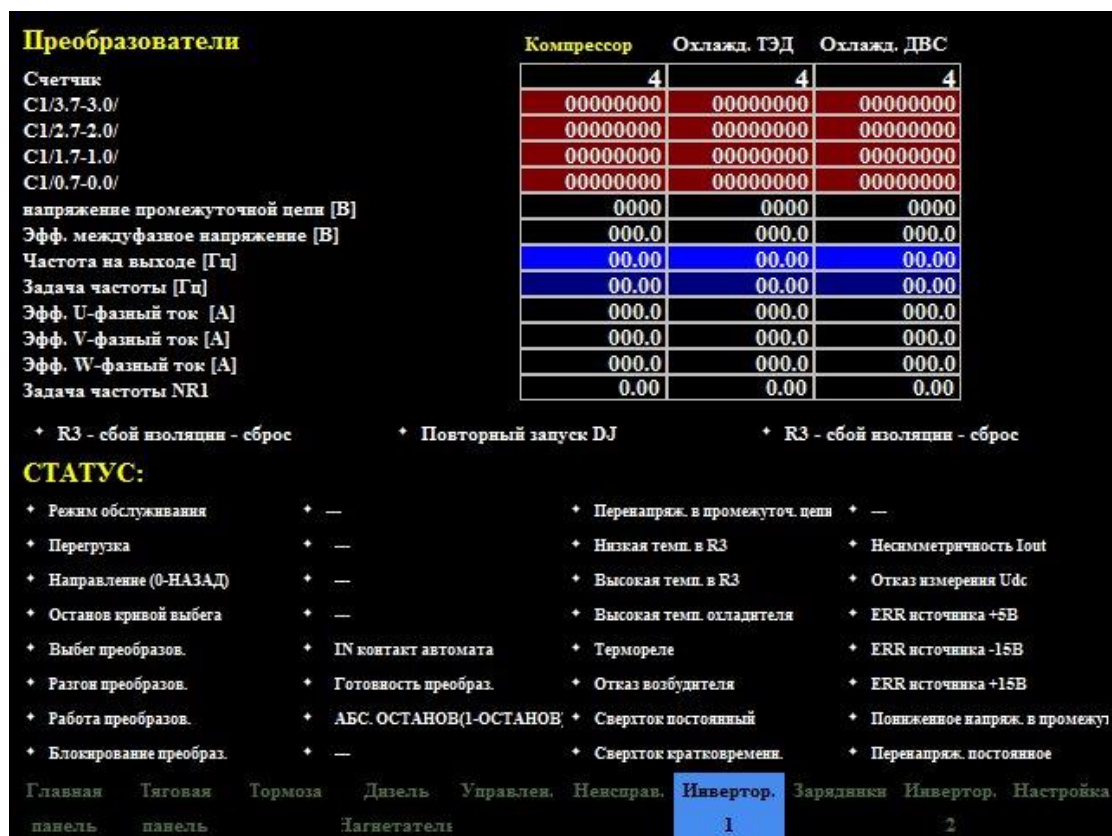 Преобразователи Компрессор Охлажд. ТЭД Охлажд. ДВС
Счетчик 4 4 4
C1/3.7-3.0/ 00000000 00000000 00000000
C1/2.7-2.0/ 00000000 00000000 00000000
C1/1.7-1.0/ 00000000 00000000 00000000
C1/0.7-0.0/ 00000000 00000000 00000000
напряжение промежуточной цепи [В] 0000 0000 0000
Эфф. междуфазное напряжение [В] 000.0 000.0 000.0
Частота на выходе [Гц] 00.00 00.00 00.00
Задача частоты [Гц] 00.00 00.00 00.00
Эфф. U-фазный ток [А] 000.0 000.0 000.0
Эфф. V-фазный ток [А] 000.0 000.0 000.0
Эфф. W-фазный ток [А] 000.0 000.0 000.0
Задача частоты NR1 0.00 0.00 0.00
R3 - сбой изоляции - сброс Повторный запуск DJ R3 - сбой изоляции - сброс
СТАТУС:
Режим обслуживания --- Перенапряж. в промежуточ. цепи ---
Перегрузка --- Низкая темп. в R3 Несимметричность Iout
Направление (0-НАЗАД) --- Высокая темп. в R3 Отказ измерения Udc
Останов кривой выбега --- Высокая темп. охладителя ERR источника +5В
Выбег преобразов. IN контакт автомата Термореле ERR источника -15В
Разгон преобразов. Готовность преобраз. Отказ возбудителя ERR источника +15В
Работа преобразов. АБС. ОСТАНОВ(1-ОСТАНОВ) Сверхток постоянный Пониженное напряж. в промежут
Блокирование преобраз. --- Сверхток кратковременн. Перенапряж. постоянное
Главная Тяговая Тормоза Дизель Управлен. Неисправ. Инвертор. Зарядники Инвертор. Настройка
панель панель Нагнетатель 1 2